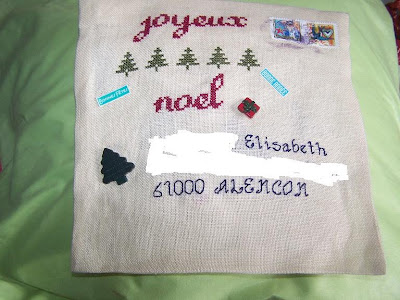 joyeux
noel
Elisabeth
61000 ALENCON